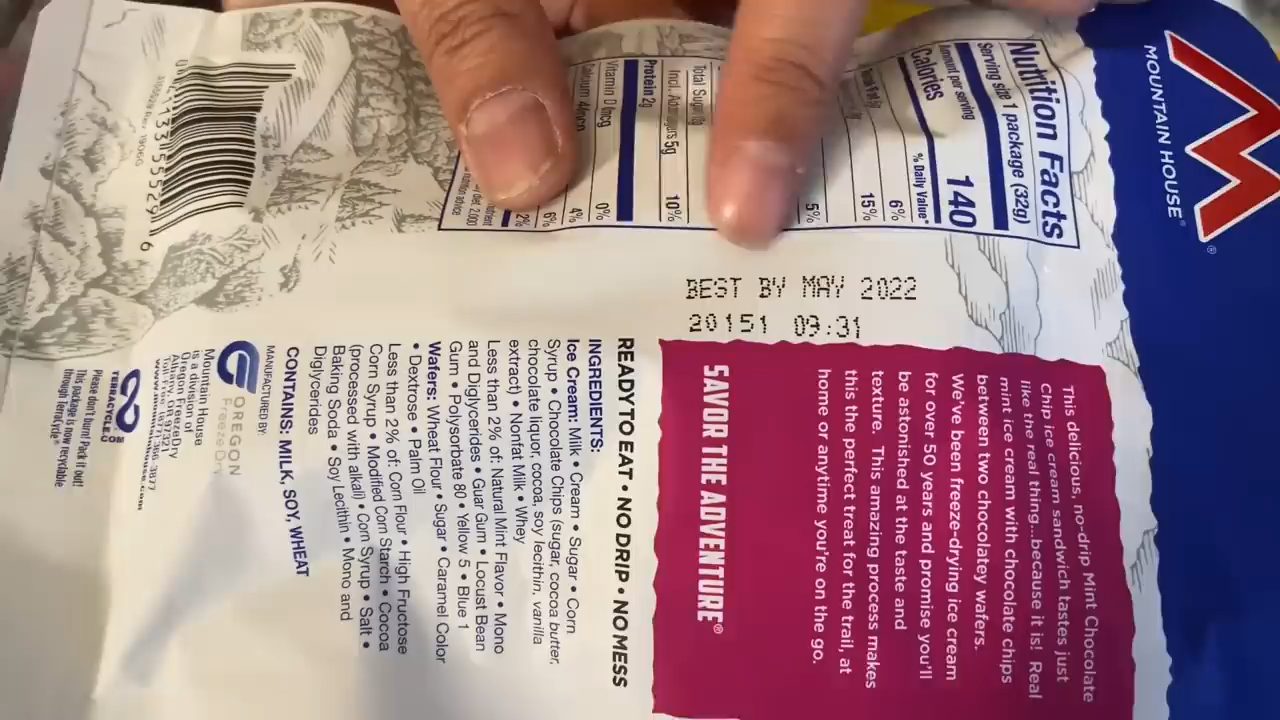 MOUNTAIN HOUSE®
Nutrition Facts
Serving size 1 package (32g)
Amount per serving
Calories 140
% Daily Value*
6%
15%
5%
Total Sugar
Incl. 5g 10%
Protein 2g
Vitamin D 0mcg 0%
Calcium 4%
6%
2%
BEST BY MAY 2022
20151 09:31
This delicious, no-drip Mint Chocolate
Chip ice cream sandwich tastes just
like the real thing...because it is! Real
mint ice cream with chocolate chips
between two chocolatey wafers.
We've been freeze-drying ice cream
for over 50 years and promise you'll
be astonished at the taste and
texture. This amazing process makes
this the perfect treat for the trail, at
home or anytime you're on the go.
SAVOR THE ADVENTURE®
READY TO EAT • NO DRIP • NO MESS
INGREDIENTS:
Ice Cream: Milk • Cream • Sugar • Corn
Syrup • Chocolate Chips (sugar, cocoa butter,
chocolate liquor, cocoa, soy lecithin, vanilla
extract) • Nonfat Milk • Whey
Less than 2% of: Natural Mint Flavor • Mono
and Diglycerides • Guar Gum • Locust Bean
Gum • Polysorbate 80 • Yellow 5 • Blue 1
Wafers: Wheat Flour • Sugar • Caramel Color
• Dextrose • Palm Oil
Less than 2% of: Corn Flour • High Fructose
Corn Syrup • Modified Corn Starch • Cocoa
(processed with alkali) • Corn Syrup • Salt •
Baking Soda • Soy Lecithin • Mono and
Diglycerides
CONTAINS: MILK, SOY, WHEAT
MANUFACTURED BY:
OREGON
Freeze Dry
Mountain House
is a division of
Oregon Freeze Dry
Albany, OR 97322
TERRACYCLE
Please don't burn! Pack it out!
This package is now recyclable
through TerraCycle®